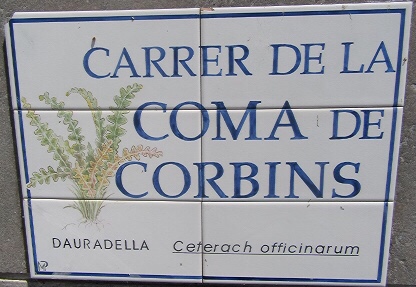 CARRER DE LA
COMA DE
CORBINS
DAURADELLA Ceterach officinarum